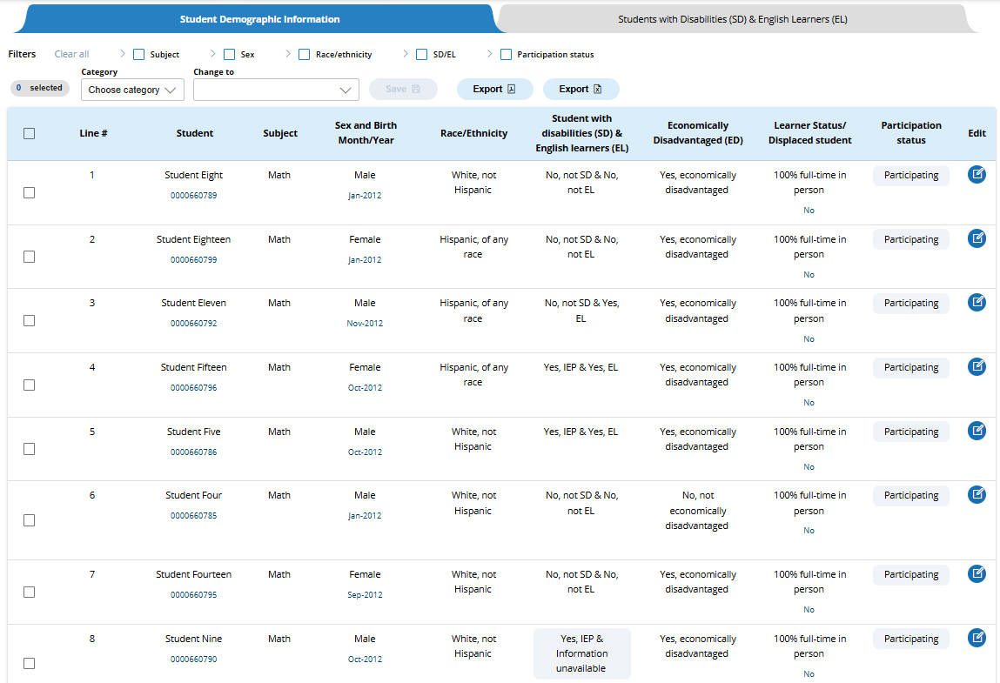 Student Demographic Information
Students with Disabilities (SD) & English Learners (EL)
Filters Clear all Subject Sex Race/ethnicity SD/EL Participation status
Category Change to
0 selected Choose category Save Export Export
Line # Student Subject Sex and Birth Month/Year Race/Ethnicity Student with disabilities (SD) & English learners (EL) Economically Disadvantaged (ED) Learner Status/ Displaced student Participation status Edit
1 Student Eight Math Male White, not No, not SD & No, Yes, economically 100% full-time in Participating
0000660789 Jan-2012 Hispanic not EL disadvantaged person
No
2 Student Eighteen Math Female Hispanic, of any No, not SD & No, Yes, economically 100% full-time in Participating
0000660799 Jan-2012 race not EL disadvantaged person
No
3 Student Eleven Math Male Hispanic, of any No, not SD & Yes, Yes, economically 100% full-time in Participating
0000660792 Nov-2012 race EL disadvantaged person
No
4 Student Fifteen Math Female Hispanic, of any Yes, IEP & Yes, EL Yes, economically 100% full-time in Participating
0000660796 Oct-2012 race disadvantaged person
No
5 Student Five Math Male White, not Yes, IEP & Yes, EL Yes, economically 100% full-time in Participating
0000660786 Oct-2012 Hispanic disadvantaged person
No
6 Student Four Math Male White, not No, not SD & No, No, not 100% full-time in Participating
0000660785 Jan-2012 Hispanic not EL economically person
disadvantaged No
7 Student Fourteen Math Female White, not No, not SD & No, Yes, economically 100% full-time in Participating
0000660795 Sep-2012 Hispanic not EL disadvantaged person
No
8 Student Nine Math Male White, not Yes, IEP & Yes, economically 100% full-time in Participating
0000660790 Oct-2012 Hispanic Information disadvantaged person
unavailable No